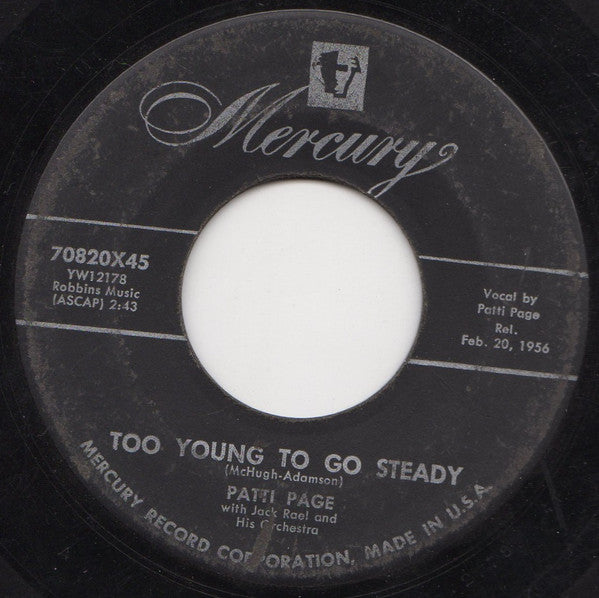 Mercury
70820X45
YW12178
Robbins Music
(ASCAP) 2:43
Vocal by
Patti Page
Rel.
Feb. 20, 1956
TOO YOUNG TO GO STEADY
(McHugh-Adamson)
PATTI PAGE
with Jack Rael and
His Orchestra
MERCURY RECORD CORPORATION, MADE IN U.S.A.